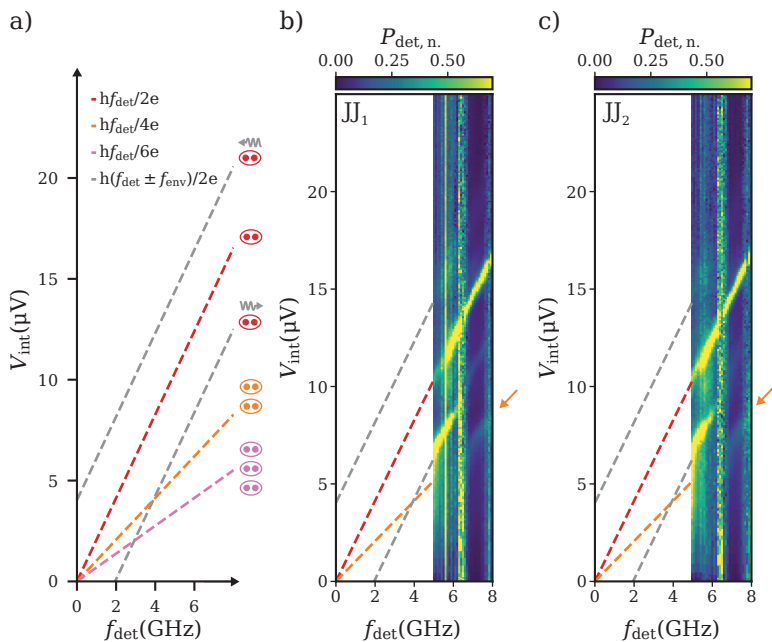 a)
hf_det/2e
hf_det/4e
hf_det/6e
h(f_det ± f_env)/2e
V_int(μV)
20
15
10
5
0
0 2 4 6
f_det(GHz)
b)
P_det, n.
0.00 0.25 0.50
JJ₁
V_int(μV)
20
15
10
5
0
0 2 4 6 8
f_det(GHz)
c)
P_det, n.
0.00 0.25 0.50
JJ₂
V_int(μV)
20
15
10
5
0
0 2 4 6 8
f_det(GHz)